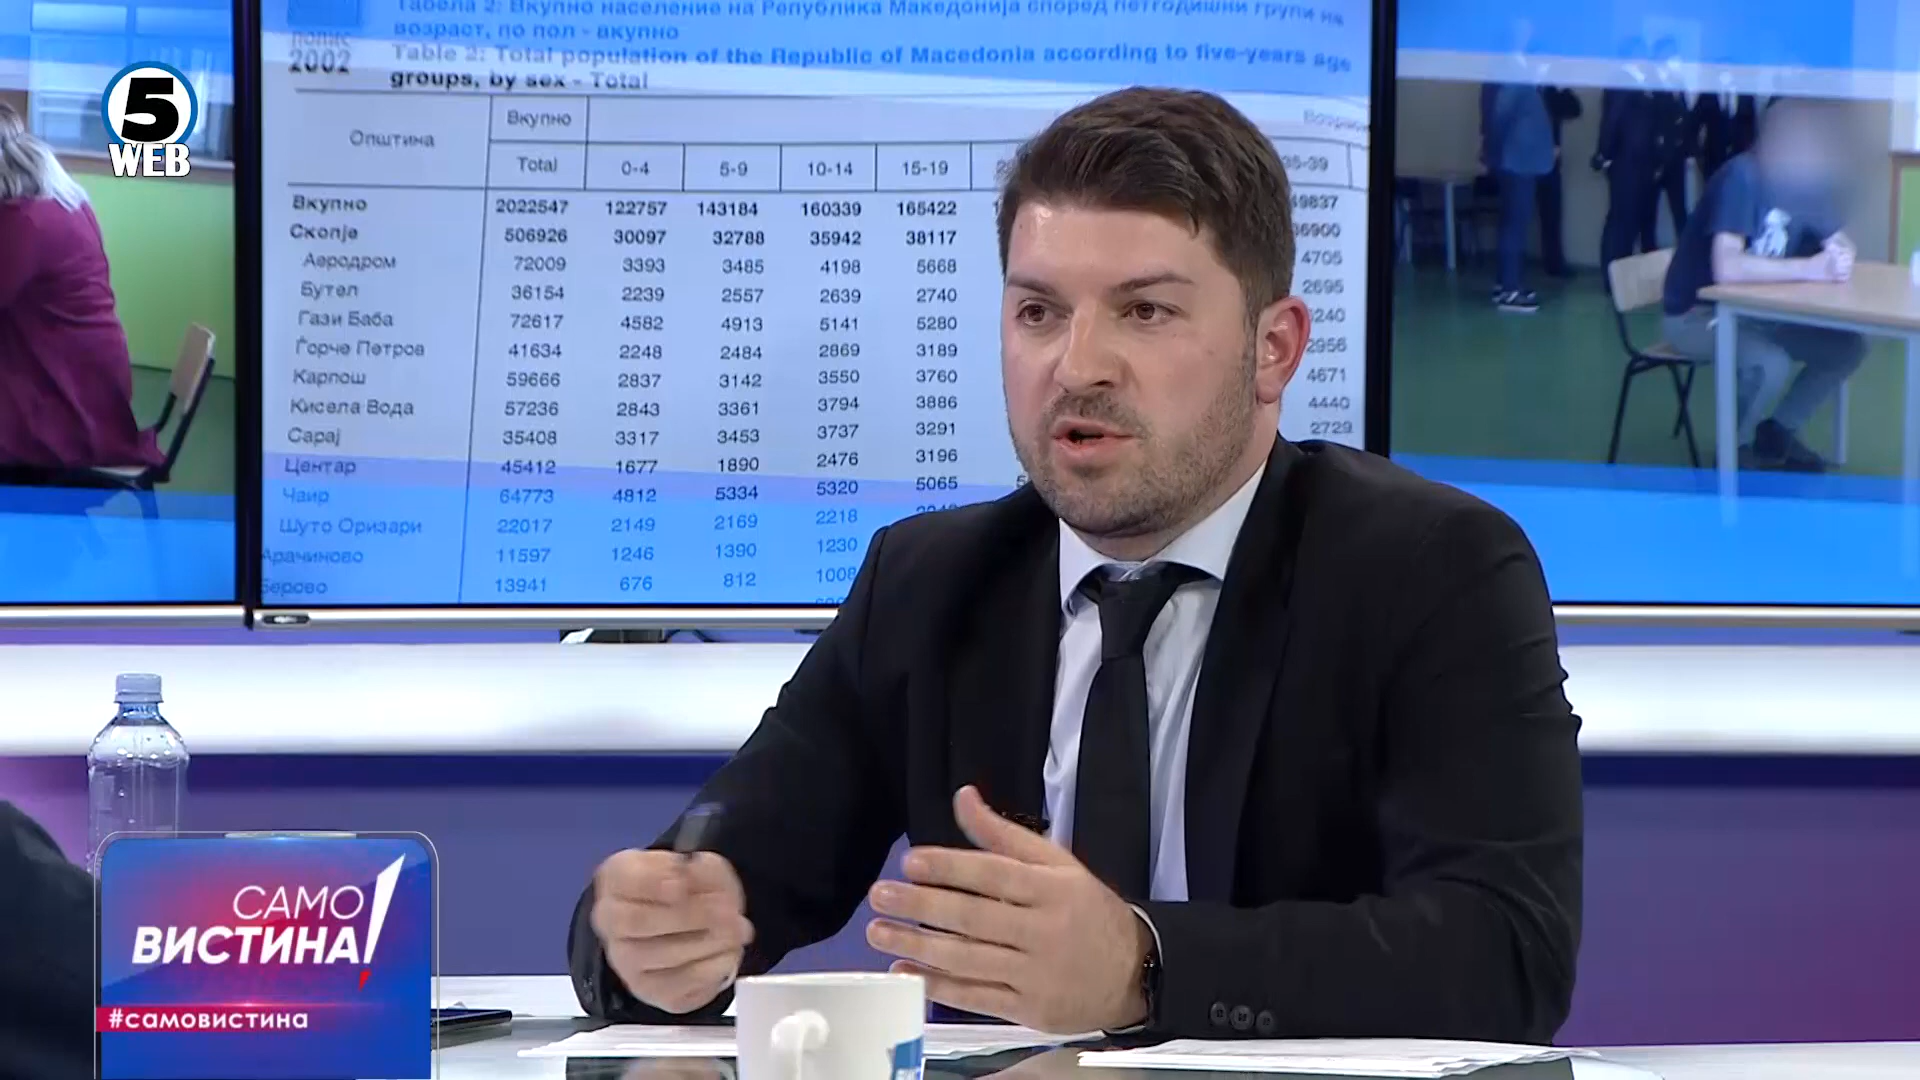 Табела 2: Вкупно население на Република Македонија според петгодишни групи на
возраст, по пол - вкупно
ПОПИС
2002
Table 2: Total population of the Republic of Macedonia according to five-years age
groups, by sex - Total
Општина Вкупно
Total 0-4 5-9 10-14 15-19 35-39
Вкупно 2022547 122757 143184 160339 165422
Скопје 506926 30097 32788 35942 38117
Аеродром 72009 3393 3485 4198 5668 4705
Бутел 36154 2239 2557 2639 2740 2695
Гази Баба 72617 4582 4913 5141 5280
Ѓорче Петров 41634 2248 2484 2869 3189 2956
Карпош 59666 2837 3142 3550 3760 4671
Кисела Вода 57236 2843 3361 3794 3886 4440
Сарај 35408 3317 3453 3737 3291 2729
Центар 45412 1677 1890 2476 3196
Чаир 64773 4812 5334 5320 5065
Шуто Оризари 22017 2149 2169 2218
Арачиново 11597 1246 1390 1230
Берово 13941 676 812 1008
5
WEB
САМО
ВИСТИНА!
#самовистина